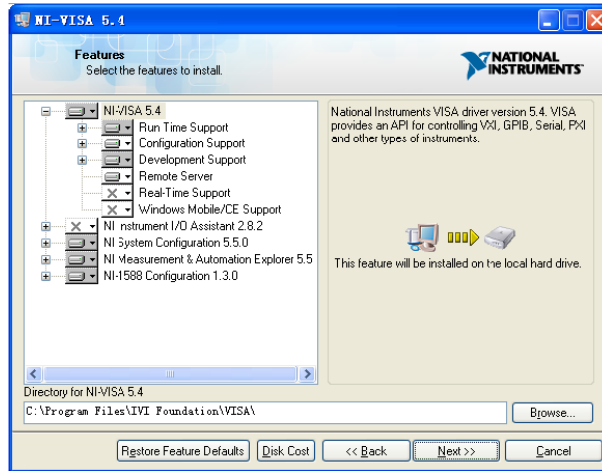 NI-VISA 5.4
Features
Select the features to install.
NATIONAL
INSTRUMENTS
NI-VISA 5.4
Run Time Support
Configuration Support
Development Support
Remote Server
Real-Time Support
Windows Mobile/CE Support
NI Instrument I/O Assistant 2.8.2
NI System Configuration 5.5.0
NI Measurement & Automation Explorer 5.5
NI-1588 Configuration 1.3.0
National Instruments VISA driver version 5.4. VISA
provides an API for controlling VXI, GPIB, Serial, PXI
and other types of instruments.
This feature will be installed on the local hard drive.
Directory for NI-VISA 5.4
C:\Program Files\IVI Foundation\VISA\
Browse...
Restore Feature Defaults
Disk Cost
<< Back
Next >>
Cancel